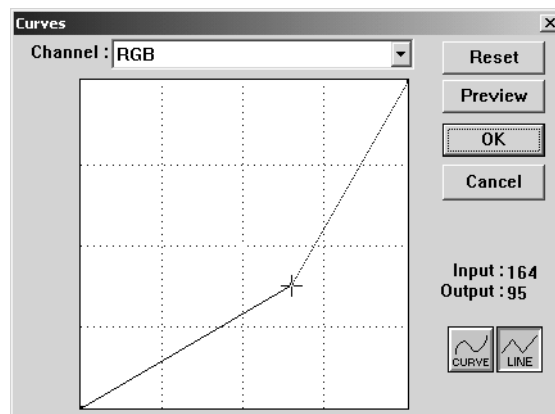 Curves
Channel : RGB
Reset
Preview
OK
Cancel
Input : 164
Output : 95
CURVE
LINE